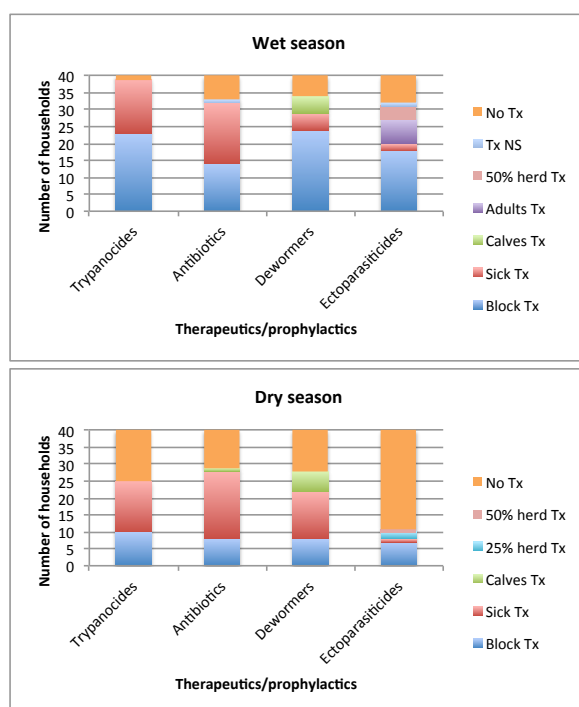 Wet season
Number of households
40
35
30
25
20
15
10
5
0
Trypanocides
Antibiotics
Dewormers
Ectoparasiticides
Therapeutics/prophylactics
No Tx
Tx NS
50% herd Tx
Adults Tx
Calves Tx
Sick Tx
Block Tx
Dry season
Number of households
40
35
30
25
20
15
10
5
0
Trypanocides
Antibiotics
Dewormers
Ectoparasiticides
Therapeutics/prophylactics
No Tx
50% herd Tx
25% herd Tx
Calves Tx
Sick Tx
Block Tx